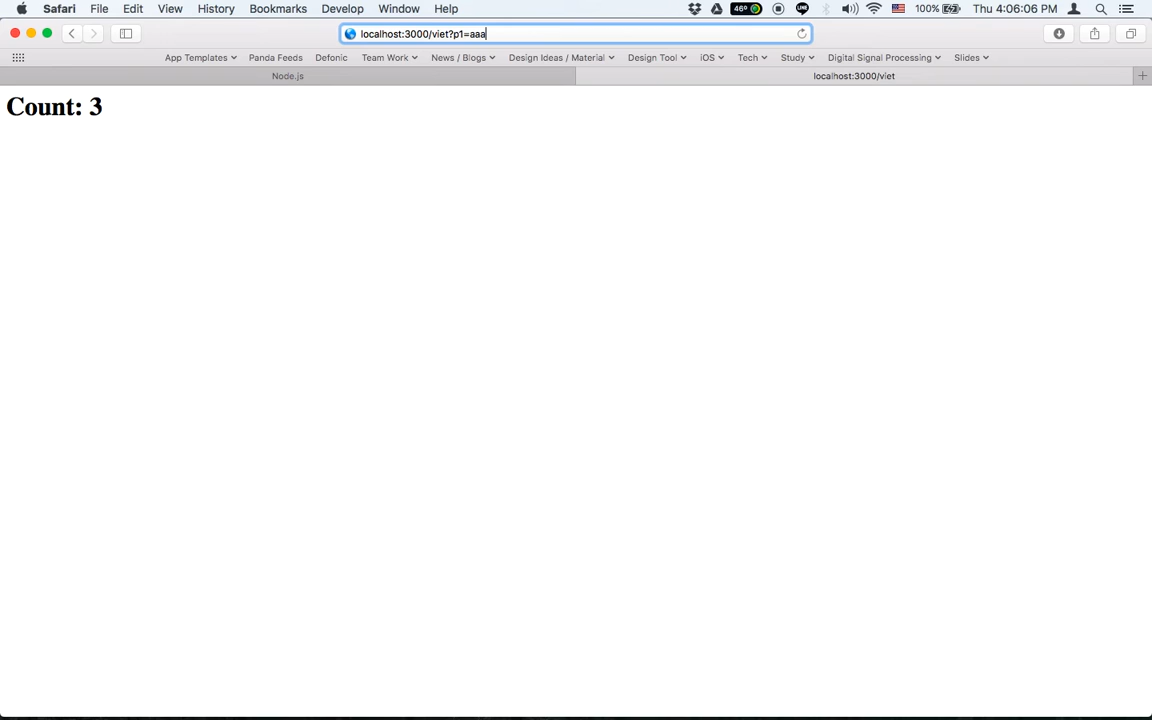 Safari File Edit View History Bookmarks Develop Window Help 46° LINE 100% Thu 4:06:06 PM
localhost:3000/viet?p1=aaa
App Templates Panda Feeds Defonic Team Work News / Blogs Design Ideas / Material Design Tool iOS Tech Study Digital Signal Processing Slides
Node.js localhost:3000/viet
Count: 3